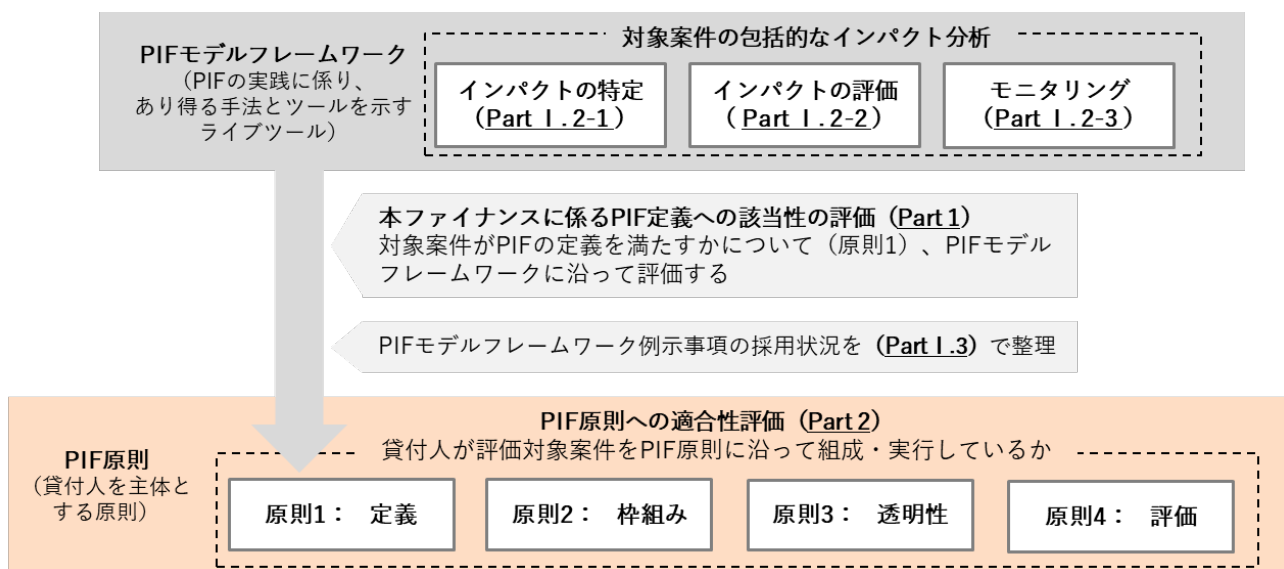 PIFモデルフレームワーク
（PIFの実践に係り、
あり得る手法とツールを示す
ライブツール）
対象案件の包括的なインパクト分析
インパクトの特定
（Part Ⅰ.2-1）
インパクトの評価
（ Part Ⅰ.2-2）
モニタリング
（Part Ⅰ.2-3）
本ファイナンスに係るPIF定義への該当性の評価（Part 1）
対象案件がPIFの定義を満たすかについて（原則1）、PIFモデル
フレームワークに沿って評価する
PIFモデルフレームワーク例示事項の採用状況を（Part Ⅰ.3）で整理
PIF原則への適合性評価（Part 2）
貸付人が評価対象案件をPIF原則に沿って組成・実行しているか
PIF原則
（貸付人を主体と
する原則）
原則1： 定義
原則2： 枠組み
原則3： 透明性
原則4： 評価